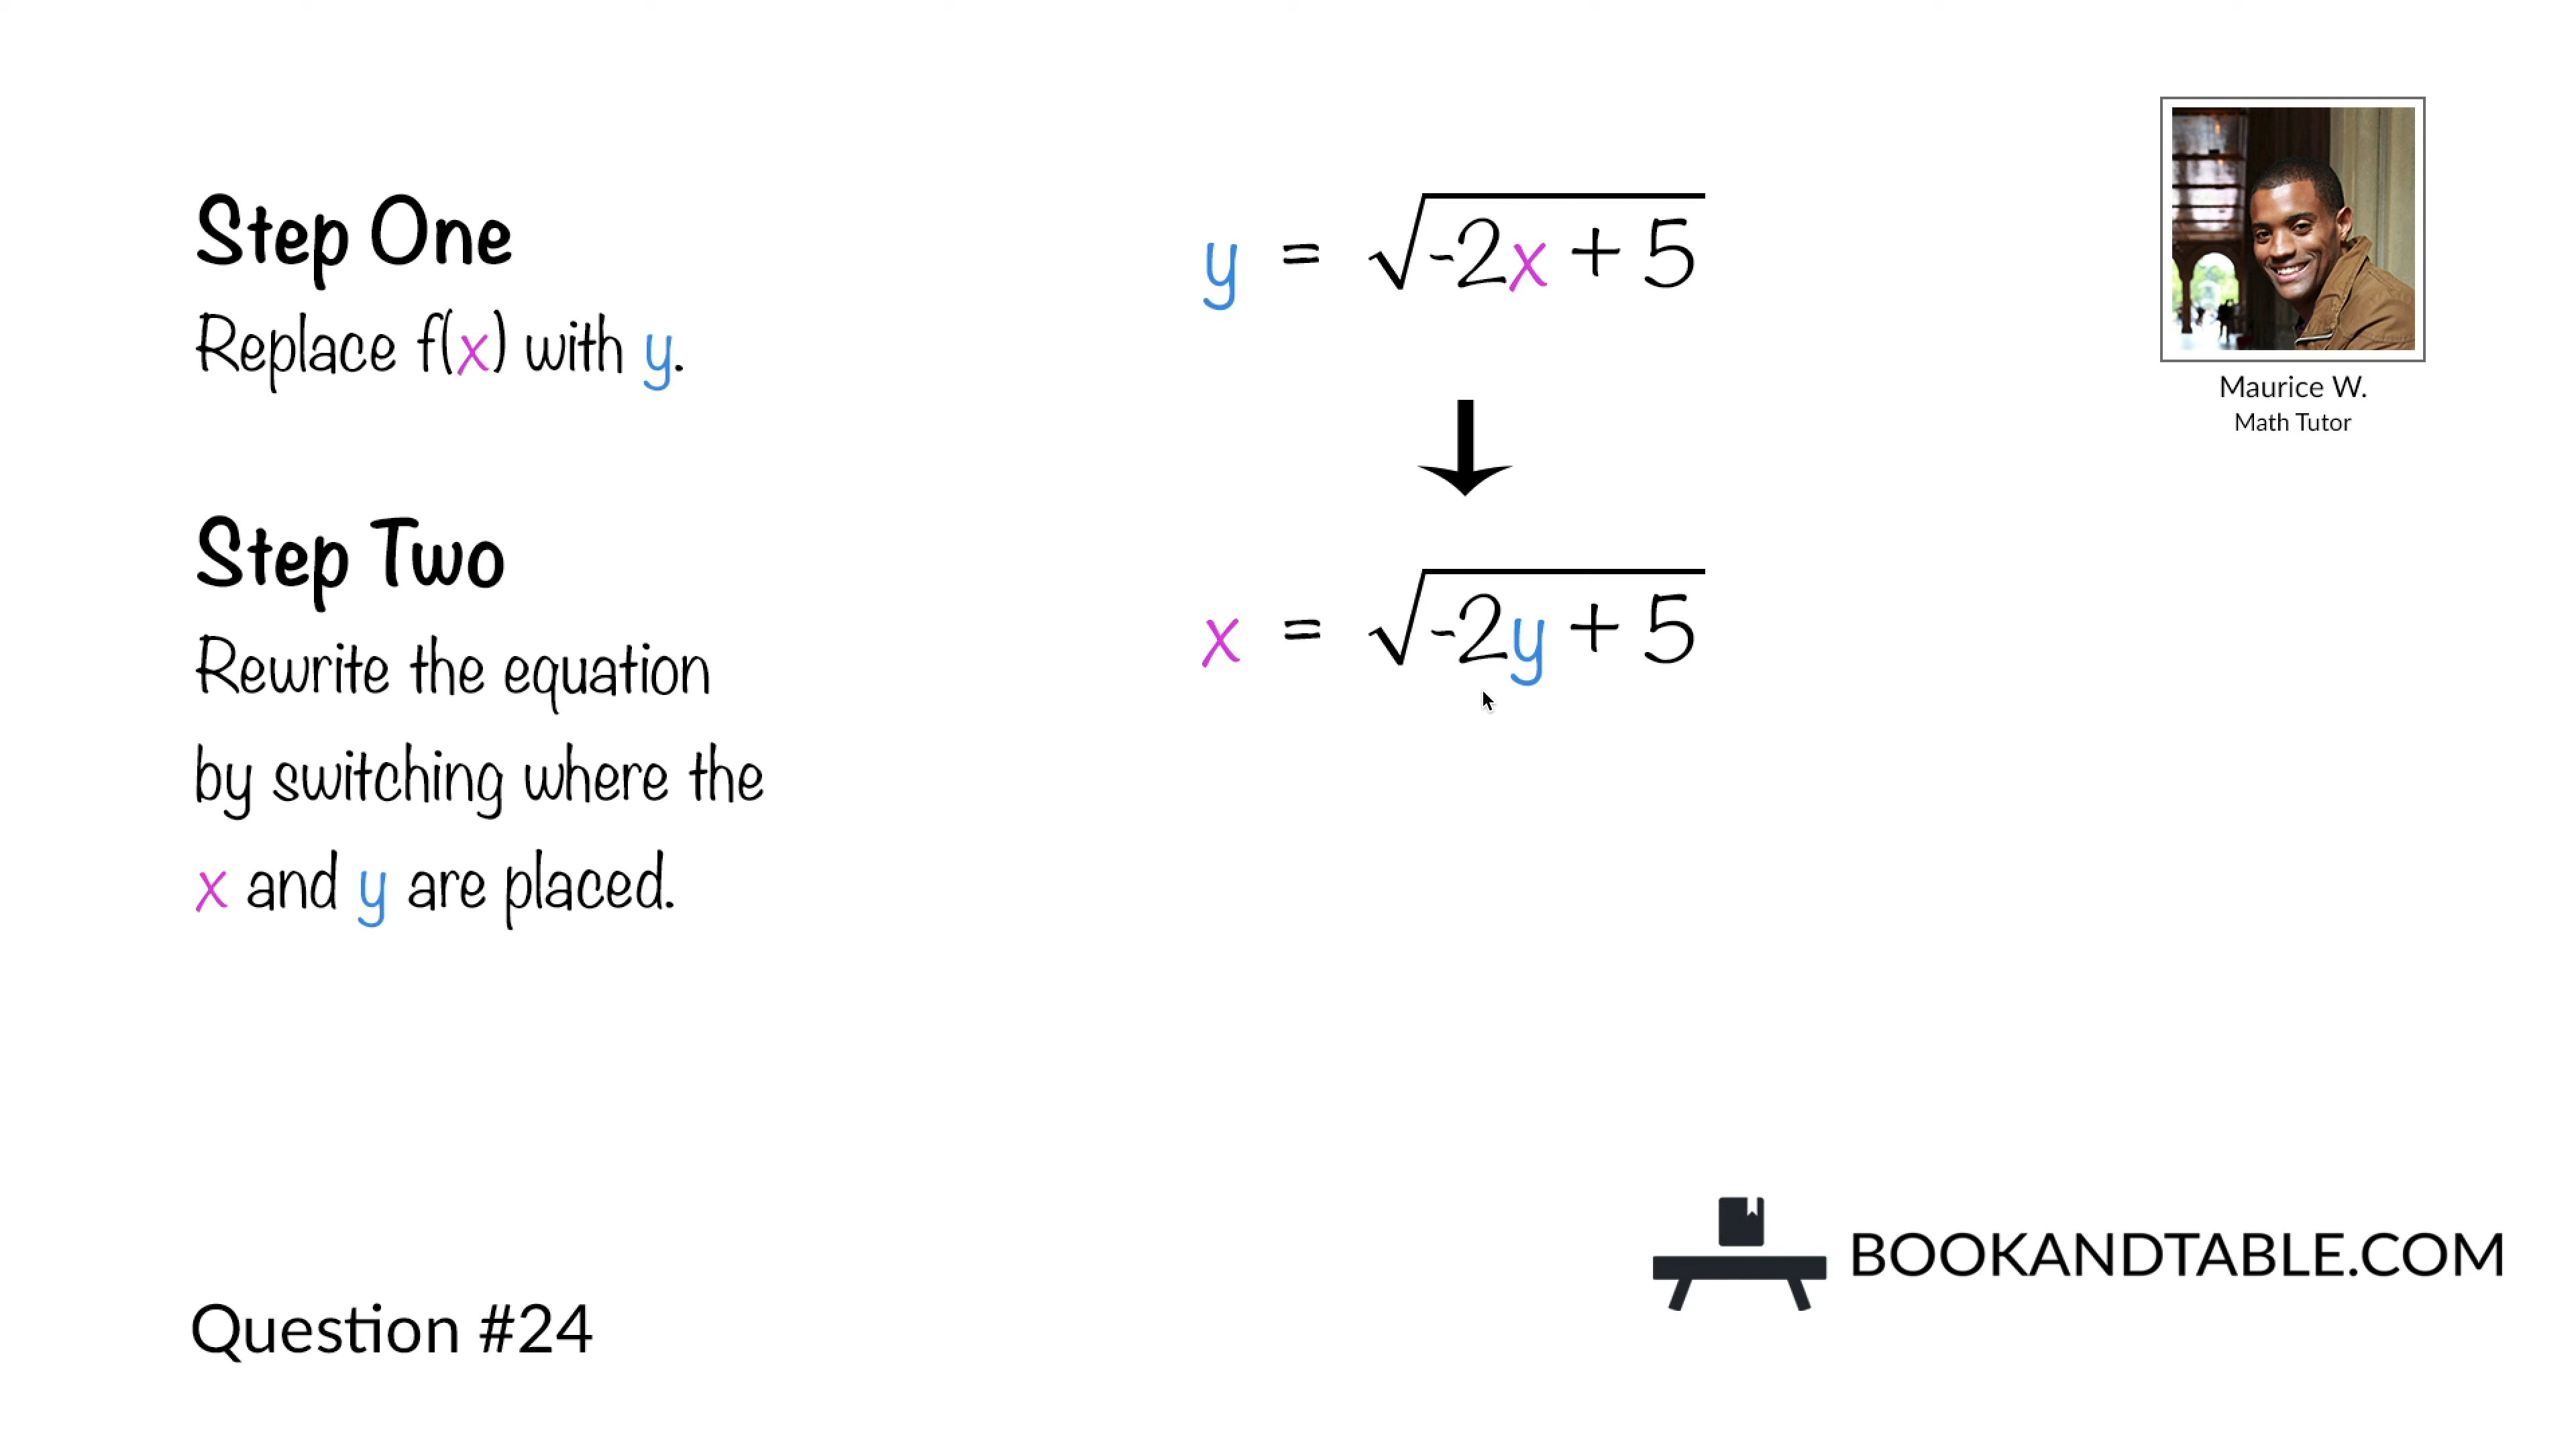 Step One
Replace f(x) with y.
Step Two
Rewrite the equation
by switching where the
x and y are placed.
y = √-2x + 5
x = √-2y + 5
Maurice W.
Math Tutor
BOOKANDTABLE.COM
Question #24